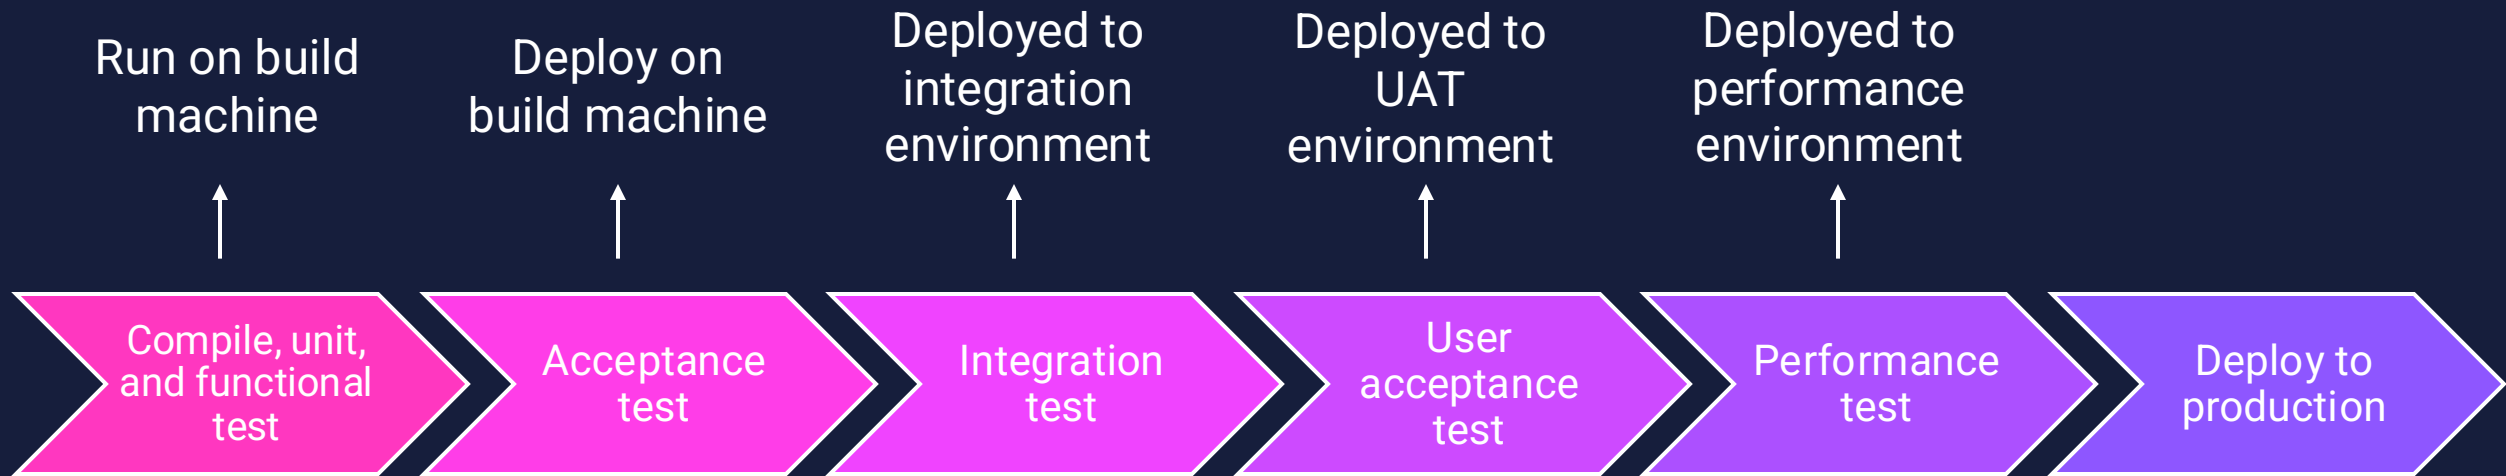 Run on build
machine
Deploy on
build machine
Deployed to
integration
environment
Deployed to
UAT
environment
Deployed to
performance
environment
Compile, unit,
and functional
test
Acceptance
test
Integration
test
User
acceptance
test
Performance
test
Deploy to
production